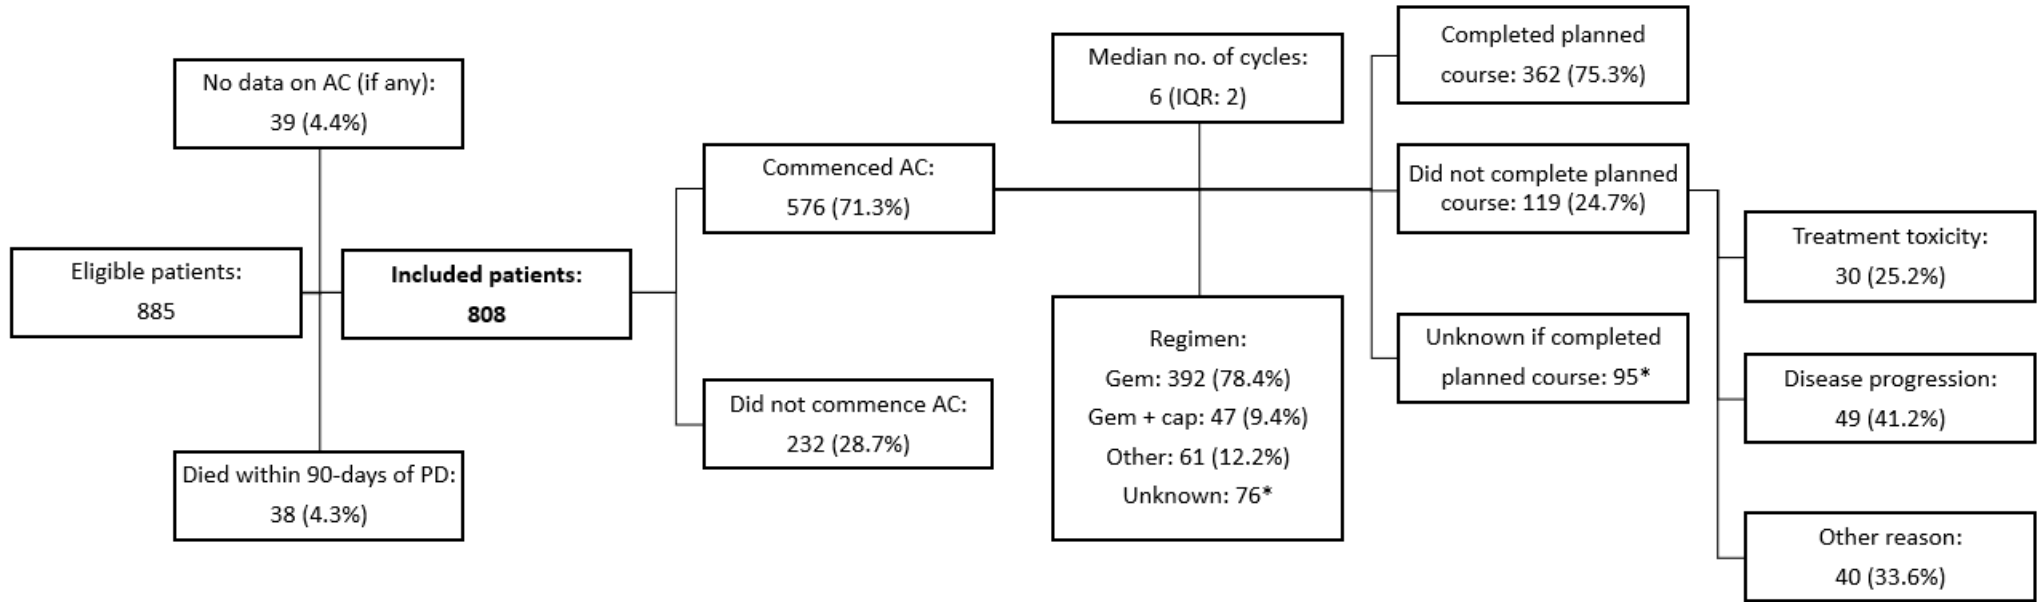 No data on AC (if any):
39 (4.4%)
Eligible patients:
885
Included patients:
808
Died within 90-days of PD:
38 (4.3%)
Commenced AC:
576 (71.3%)
Did not commence AC:
232 (28.7%)
Median no. of cycles:
6 (IQR: 2)
Regimen:
Gem: 392 (78.4%)
Gem + cap: 47 (9.4%)
Other: 61 (12.2%)
Unknown: 76*
Completed planned
course: 362 (75.3%)
Did not complete planned
course: 119 (24.7%)
Unknown if completed
planned course: 95*
Treatment toxicity:
30 (25.2%)
Disease progression:
49 (41.2%)
Other reason:
40 (33.6%)